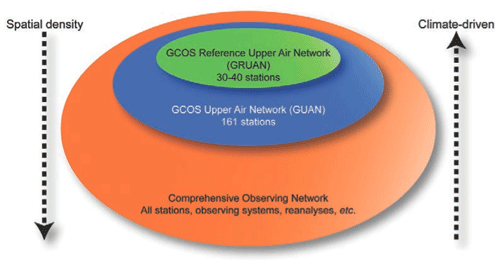 Spatial density
Climate-driven
GCOS Reference Upper Air Network
(GRUAN)
30-40 stations
GCOS Upper Air Network (GUAN)
161 stations
Comprehensive Observing Network
All stations, observing systems, reanalyses, etc.